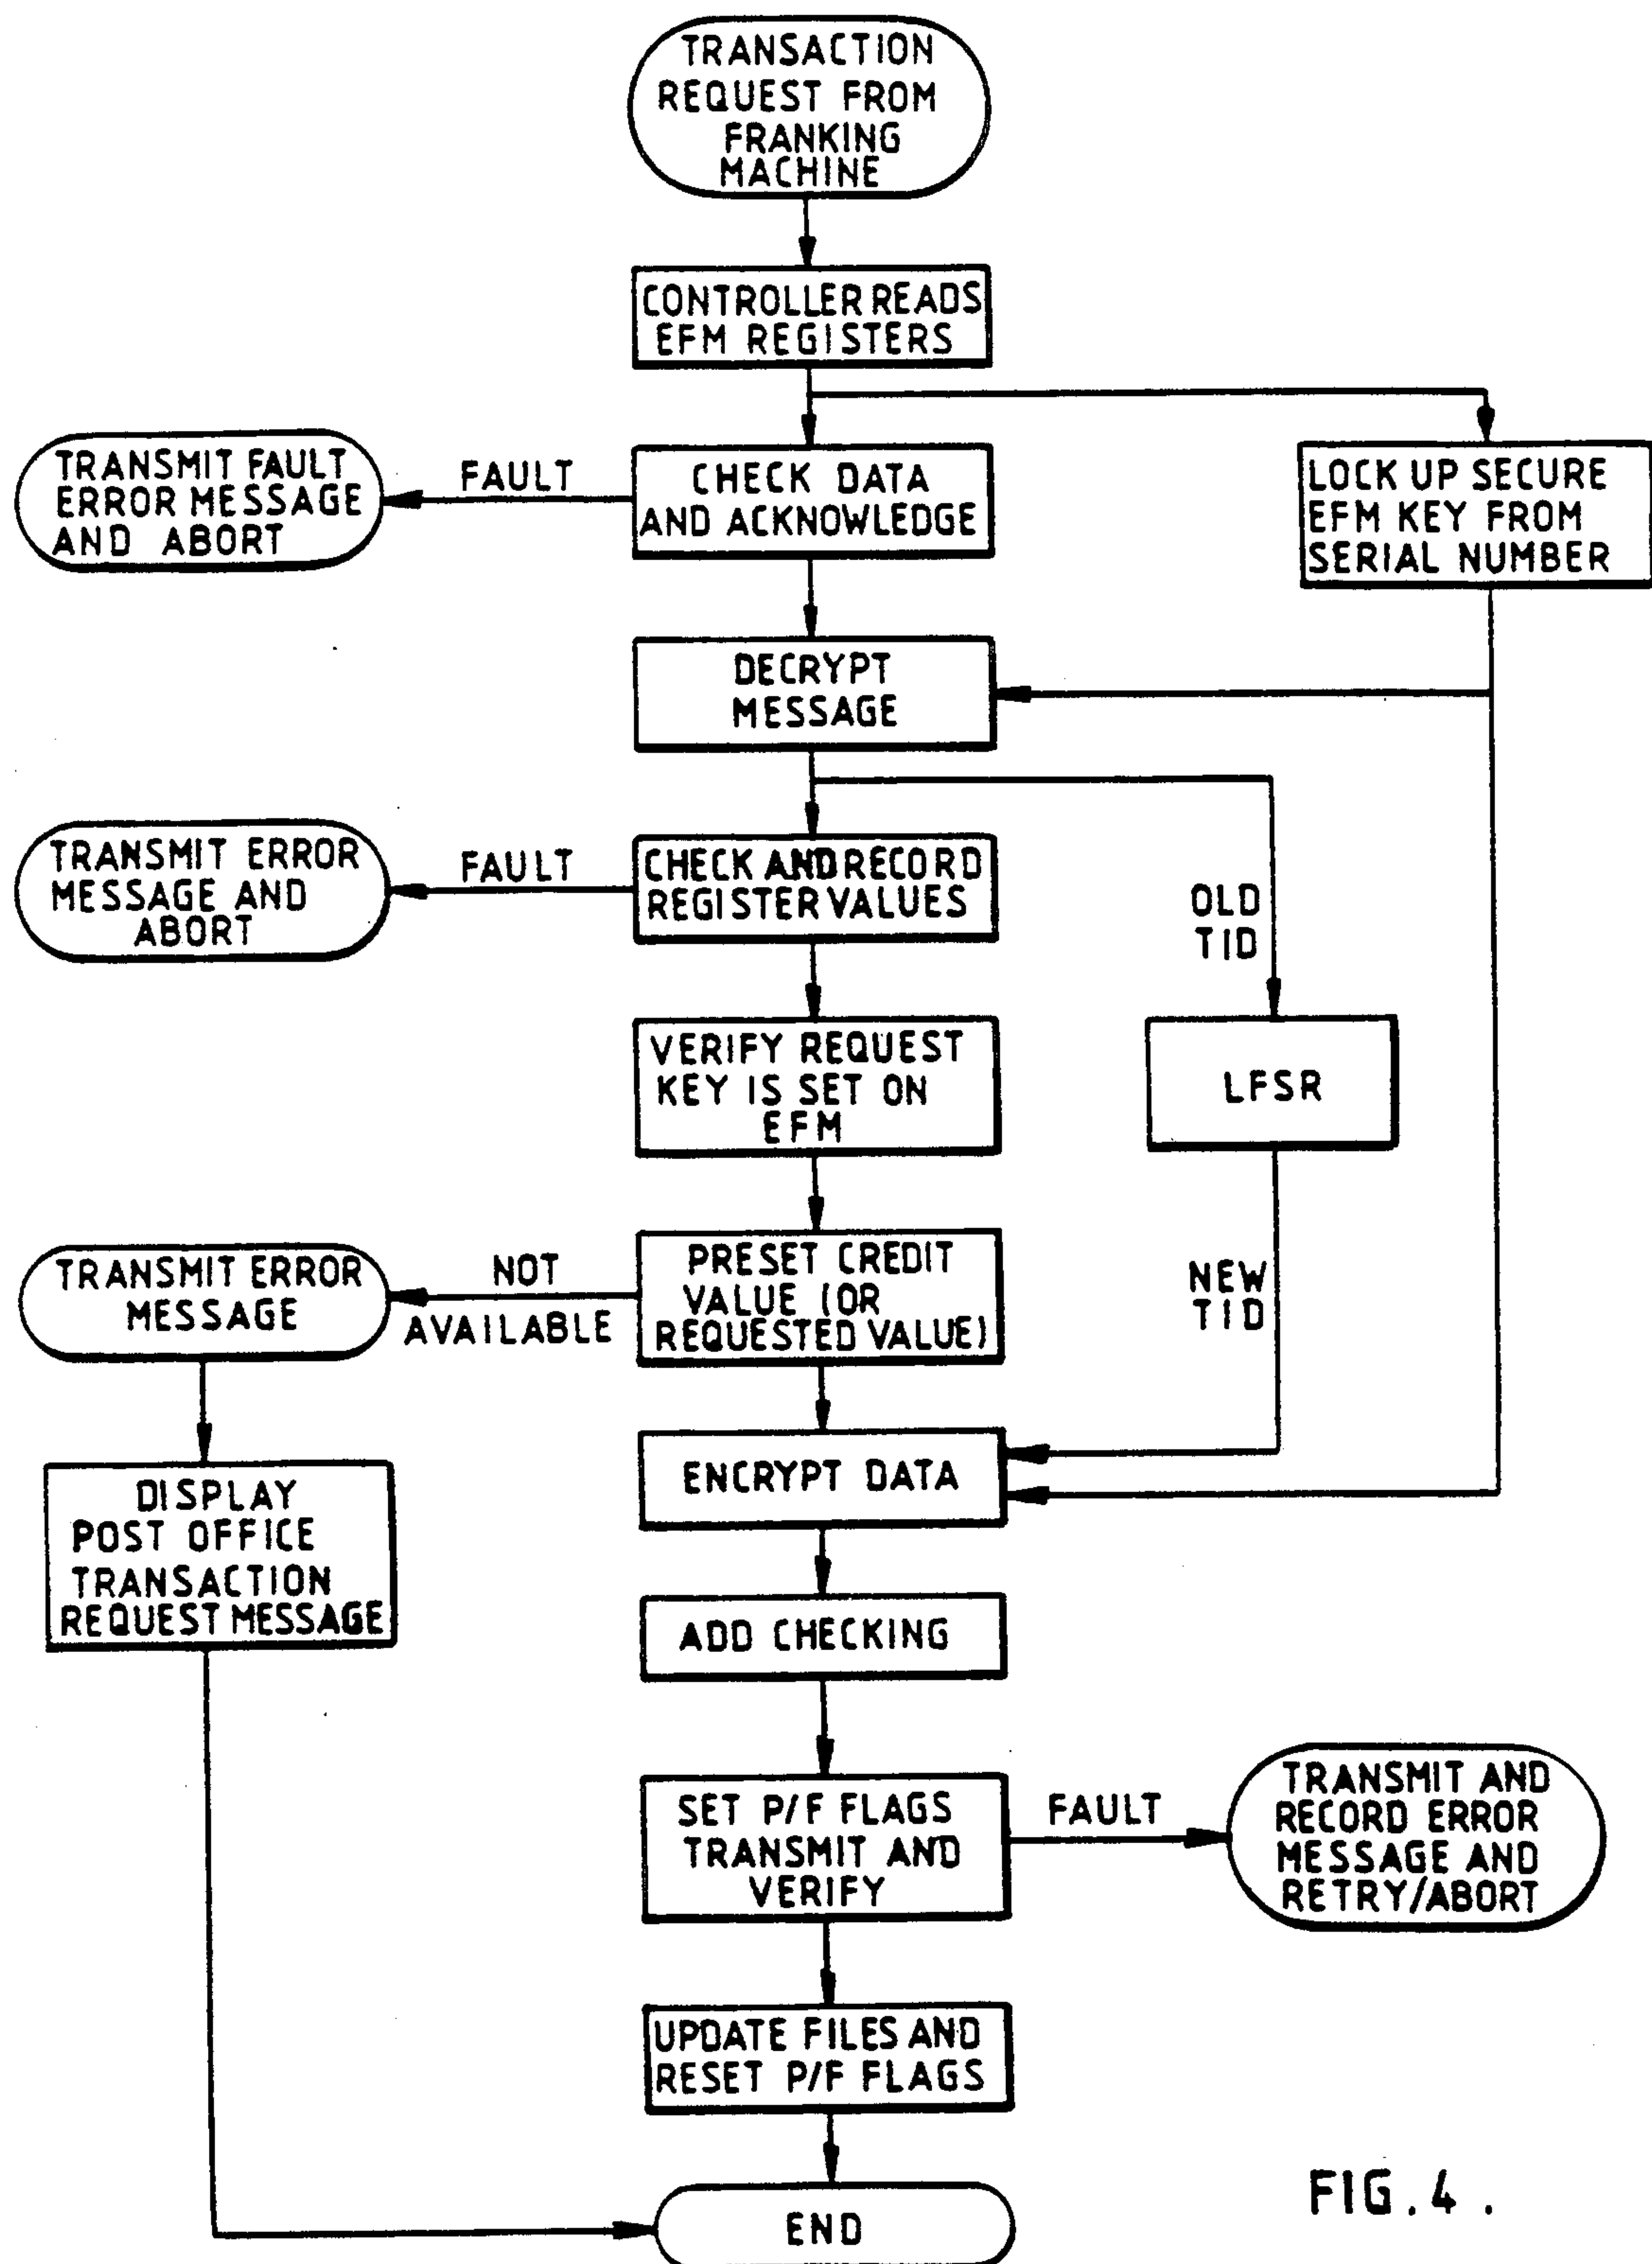 TRANSACTION
REQUEST FROM
FRANKING
MACHINE
CONTROLLER READS
EFM REGISTERS
TRANSMIT FAULT
ERROR MESSAGE
AND ABORT
FAULT
CHECK DATA
AND ACKNOWLEDGE
LOCK UP SECURE
EFM KEY FROM
SERIAL NUMBER
DECRYPT
MESSAGE
TRANSMIT ERROR
MESSAGE AND
ABORT
FAULT
CHECK AND RECORD
REGISTER VALUES
OLD
TID
VERIFY REQUEST
KEY IS SET ON
EFM
LFSR
TRANSMIT ERROR
MESSAGE
NOT
AVAILABLE
PRESET CREDIT
VALUE (OR
REQUESTED VALUE)
NEW
TID
DISPLAY
POST OFFICE
TRANSACTION
REQUEST MESSAGE
ENCRYPT DATA
ADD CHECKING
SET P/F FLAGS
TRANSMIT AND
VERIFY
FAULT
TRANSMIT AND
RECORD ERROR
MESSAGE AND
RETRY/ABORT
UPDATE FILES AND
RESET P/F FLAGS
END
FIG. 4 .